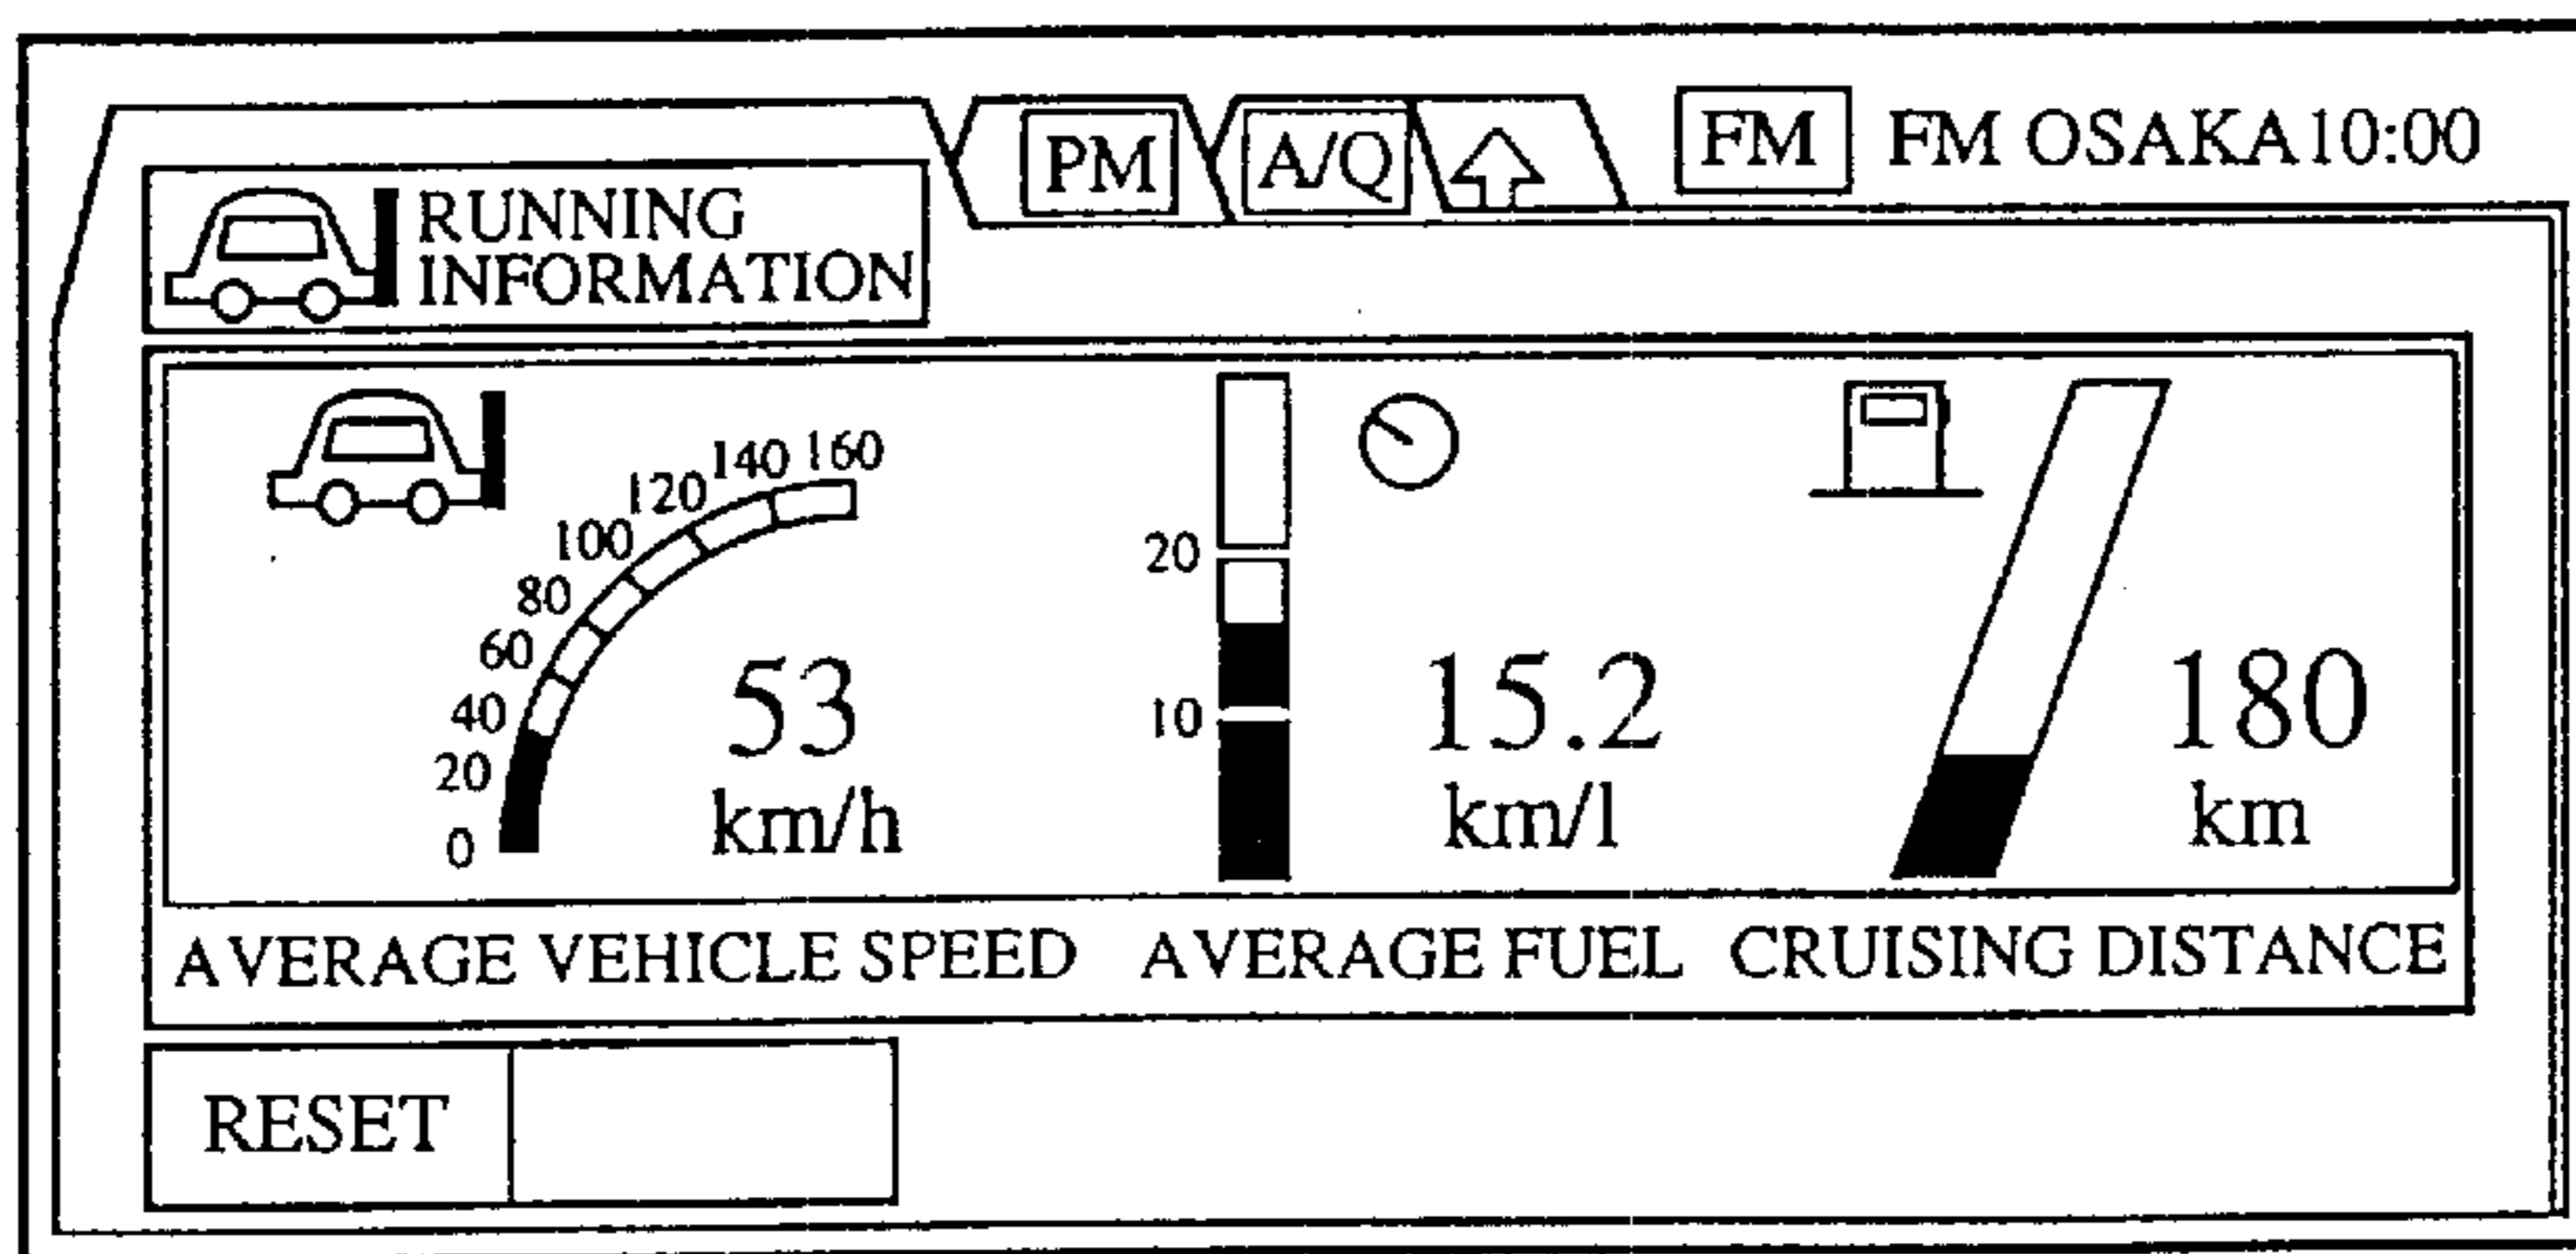 PM A/Q FM FM OSAKA10:00
RUNNING
INFORMATION
0 20 40 60 80 100 120 140 160
53
km/h
20
10
15.2
km/l
180
km
AVERAGE VEHICLE SPEED AVERAGE FUEL CRUISING DISTANCE
RESET